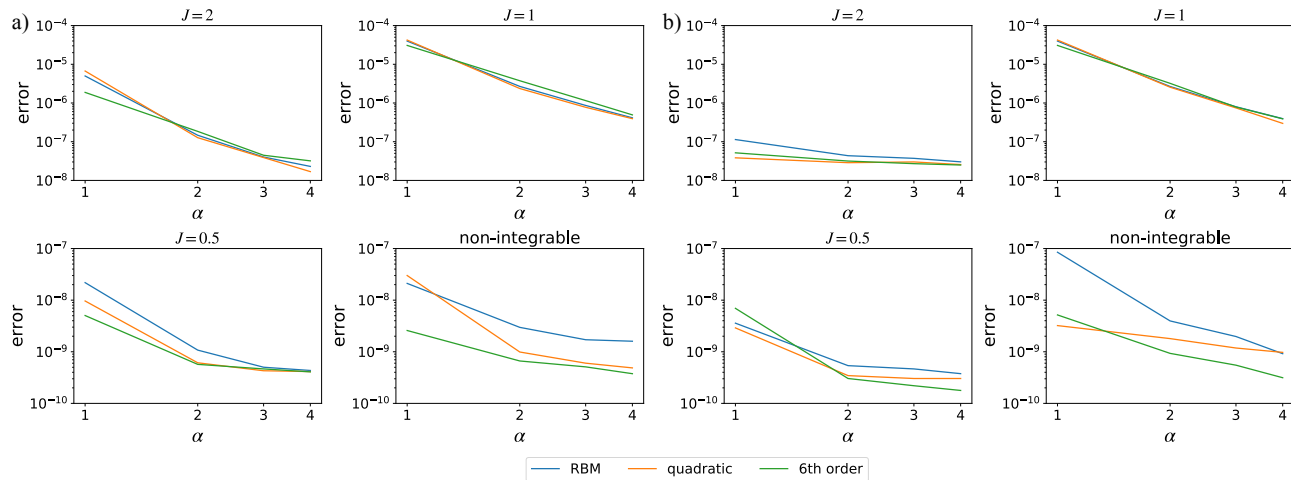 a)
J = 2
10⁻⁴
10⁻⁵
10⁻⁶
10⁻⁷
10⁻⁸
error
1 2 3 4
α
J = 1
10⁻⁴
10⁻⁵
10⁻⁶
10⁻⁷
10⁻⁸
error
1 2 3 4
α
b)
J = 2
10⁻⁴
10⁻⁵
10⁻⁶
10⁻⁷
10⁻⁸
error
1 2 3 4
α
J = 1
10⁻⁴
10⁻⁵
10⁻⁶
10⁻⁷
10⁻⁸
error
1 2 3 4
α
J = 0.5
10⁻⁷
10⁻⁸
10⁻⁹
10⁻¹⁰
error
1 2 3 4
α
non-integrable
10⁻⁷
10⁻⁸
10⁻⁹
10⁻¹⁰
error
1 2 3 4
α
J = 0.5
10⁻⁷
10⁻⁸
10⁻⁹
10⁻¹⁰
error
1 2 3 4
α
non-integrable
10⁻⁷
10⁻⁸
10⁻⁹
10⁻¹⁰
error
1 2 3 4
α
RBM quadratic 6th order